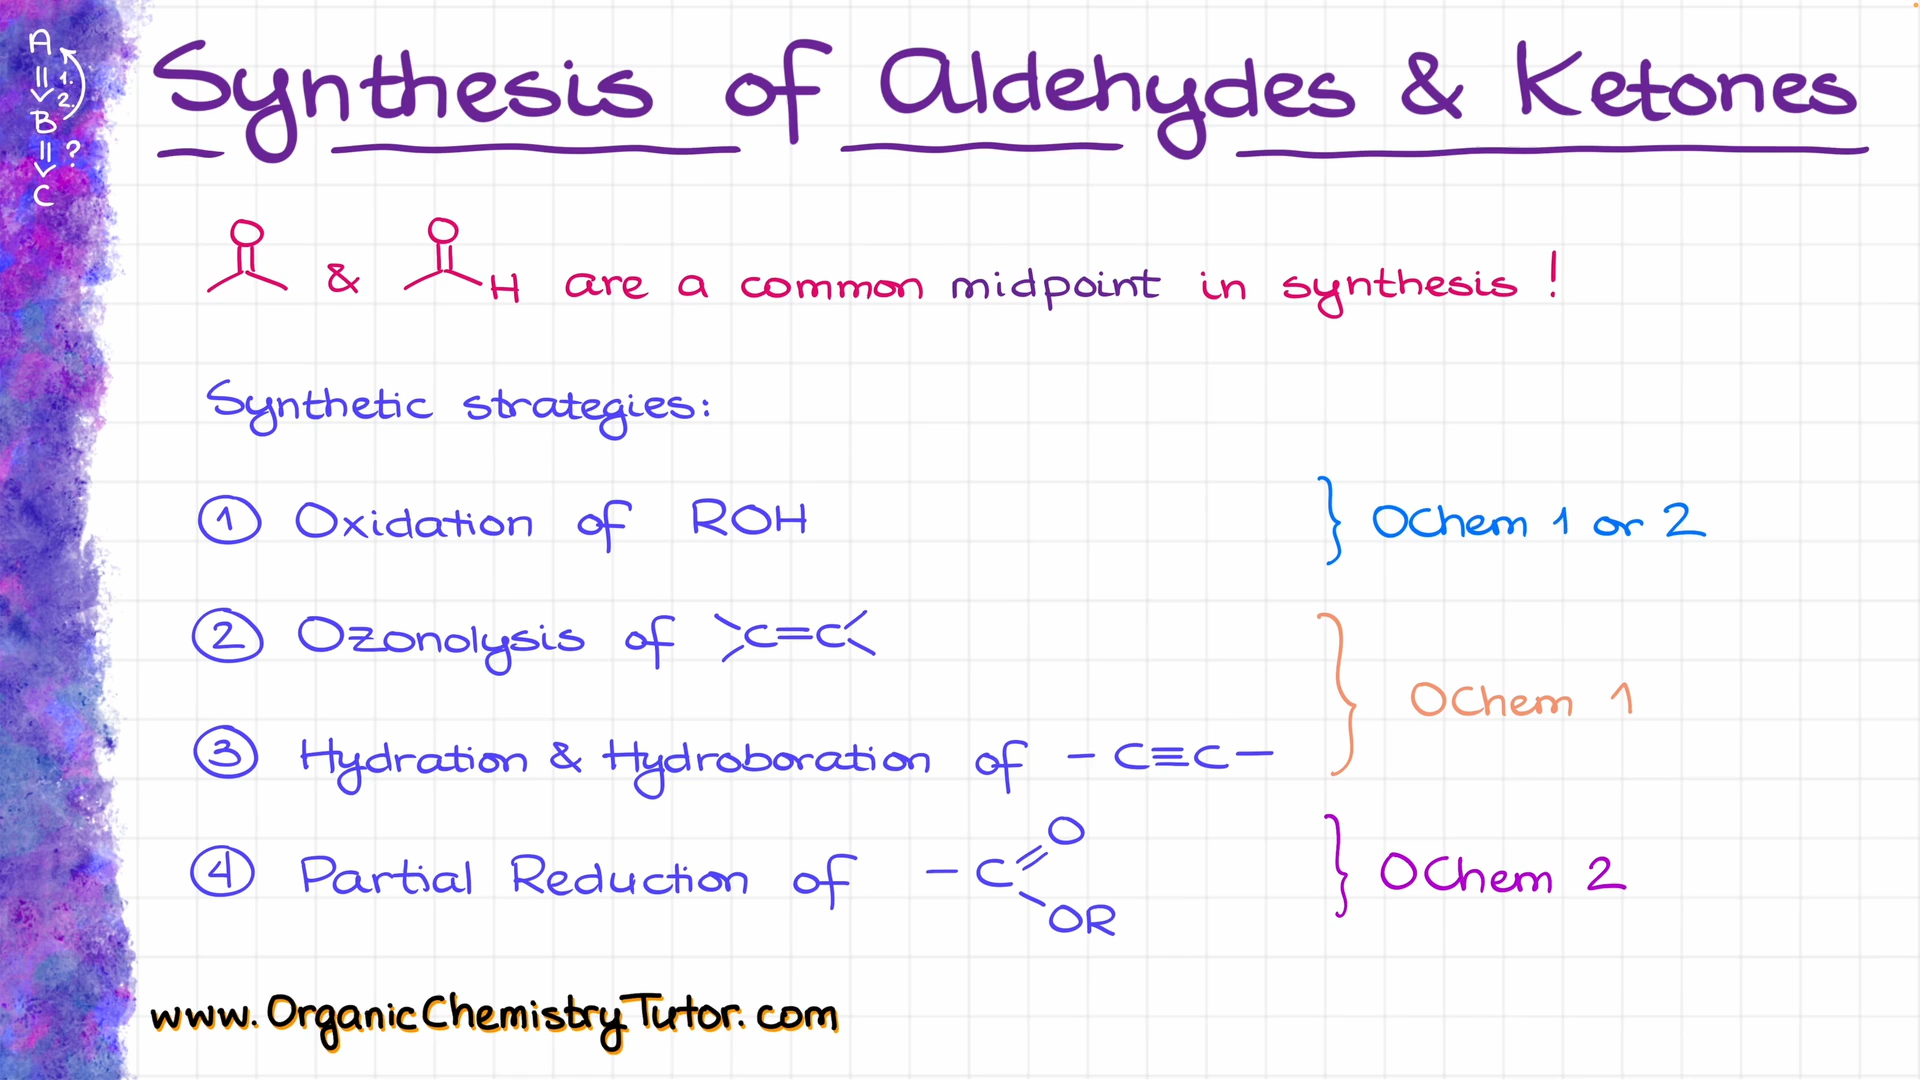 Synthesis of Aldehydes & Ketones
A
1.
2.
B
?
C
O O
& H are a common midpoint in synthesis!
Synthetic strategies:
1 Oxidation of ROH } OChem 1 or 2
2 Ozonolysis of >C=C<
} OChem 1
3 Hydration & Hydroboration of -C≡C-
O
4 Partial Reduction of -C } OChem 2
OR
www.OrganicChemistryTutor.com